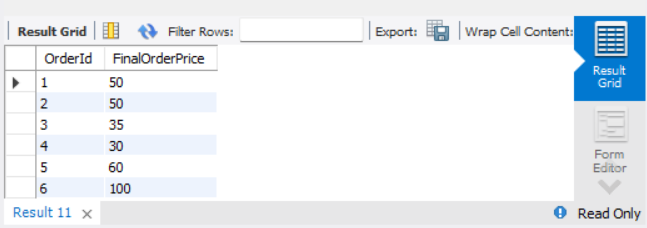 Result Grid Filter Rows: Export: Wrap Cell Content:
OrderId FinalOrderPrice
1 50
2 50
3 35
4 30
5 60
6 100
Result Grid
Form Editor
Result 11 × Read Only